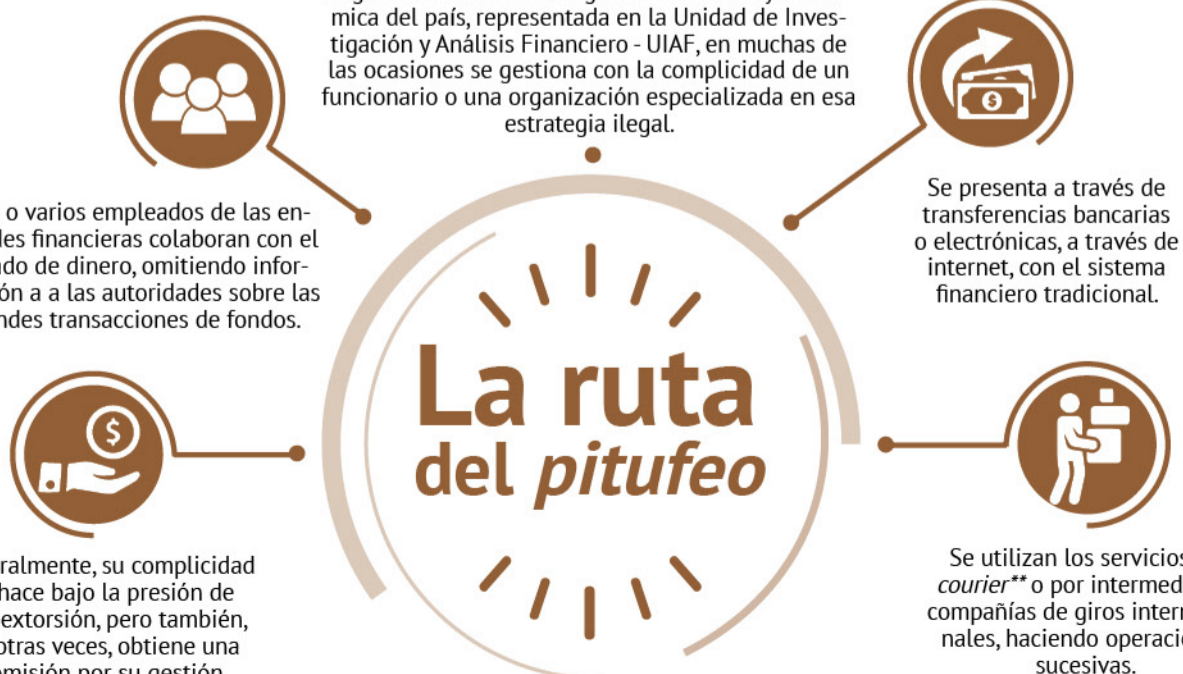 mica del país, representada en la Unidad de Inves-
tigación y Análisis Financiero - UIAF, en muchas de
las ocasiones se gestiona con la complicidad de un
funcionario o una organización especializada en esa
estrategia ilegal.
o varios empleados de las en-
des financieras colaboran con el
ado de dinero, omitiendo infor-
ón a a las autoridades sobre las
ndes transacciones de fondos.
Se presenta a través de
transferencias bancarias
o electrónicas, a través de
internet, con el sistema
financiero tradicional.
La ruta
del pitufeo
ralmente, su complicidad
hace bajo la presión de
extorsión, pero también,
otras veces, obtiene una
misión por su gestión
Se utilizan los servicios
courier** o por intermed
compañías de giros intern
nales, haciendo operacio
sucesivas.